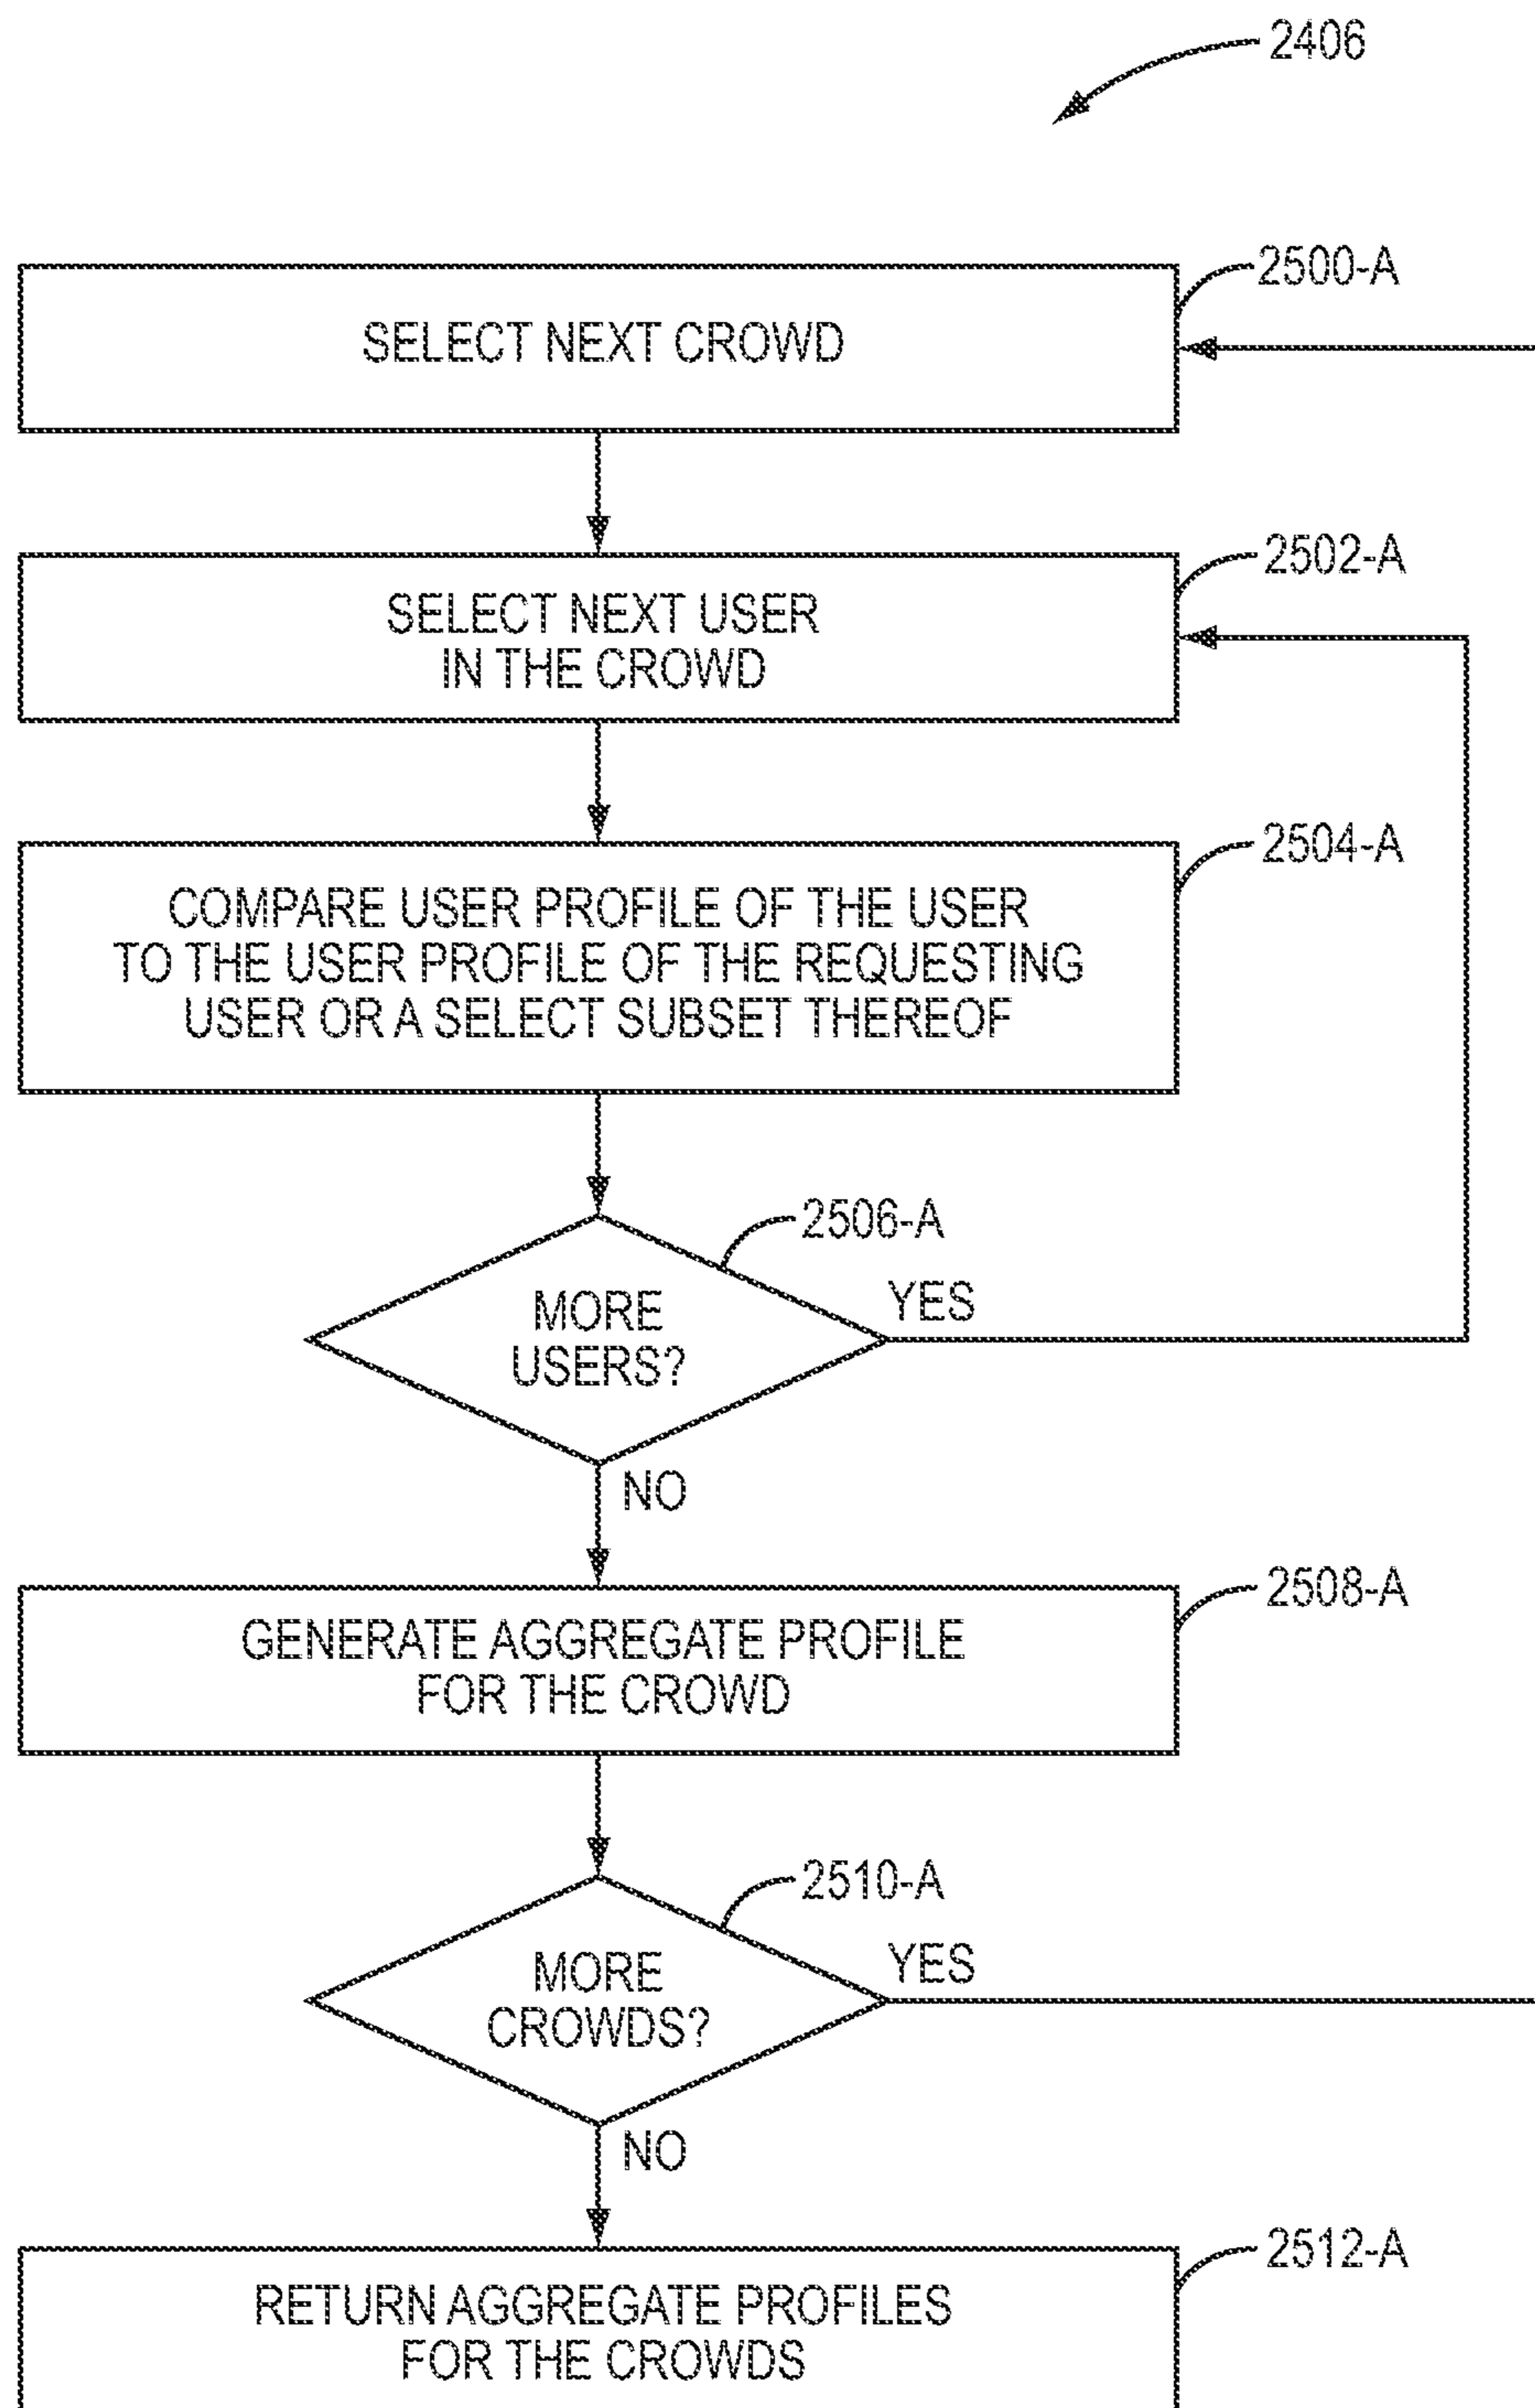 2406
2500-A
SELECT NEXT CROWD
2502-A
SELECT NEXT USER
IN THE CROWD
2504-A
COMPARE USER PROFILE OF THE USER
TO THE USER PROFILE OF THE REQUESTING
USER OR A SELECT SUBSET THEREOF
2506-A
MORE
USERS?
YES
NO
2508-A
GENERATE AGGREGATE PROFILE
FOR THE CROWD
2510-A
MORE
CROWDS?
YES
NO
2512-A
RETURN AGGREGATE PROFILES
FOR THE CROWDS